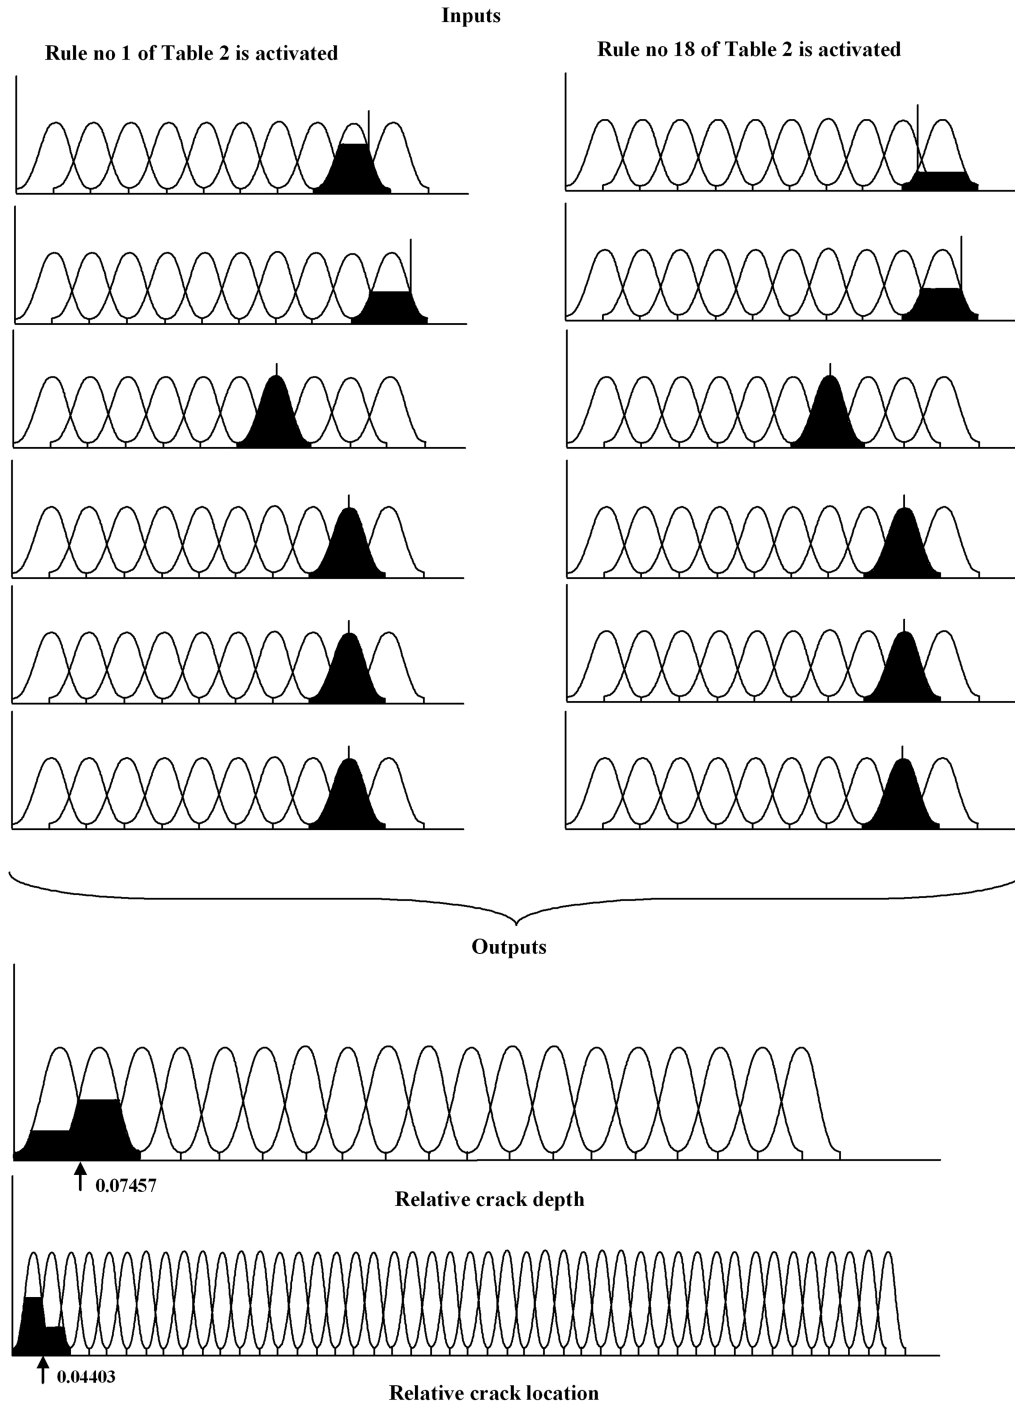 Inputs
Rule no 1 of Table 2 is activated
Rule no 18 of Table 2 is activated
Outputs
0.07457
Relative crack depth
0.04403
Relative crack location